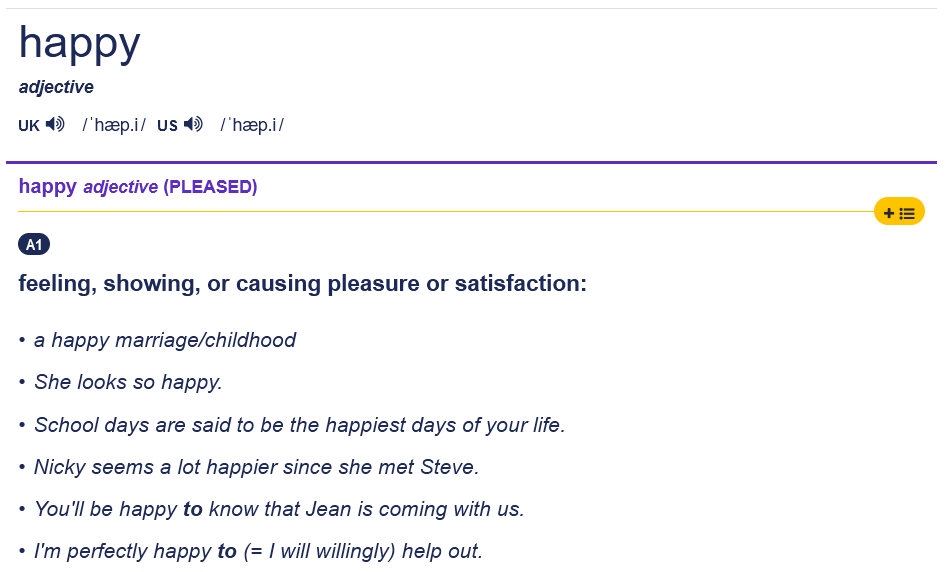 happy
adjective
UK /ˈhæp.i/ US /ˈhæp.i/
happy adjective (PLEASED)
A1
feeling, showing, or causing pleasure or satisfaction:
• a happy marriage/childhood
• She looks so happy.
• School days are said to be the happiest days of your life.
• Nicky seems a lot happier since she met Steve.
• You'll be happy to know that Jean is coming with us.
• I'm perfectly happy to (= I will willingly) help out.